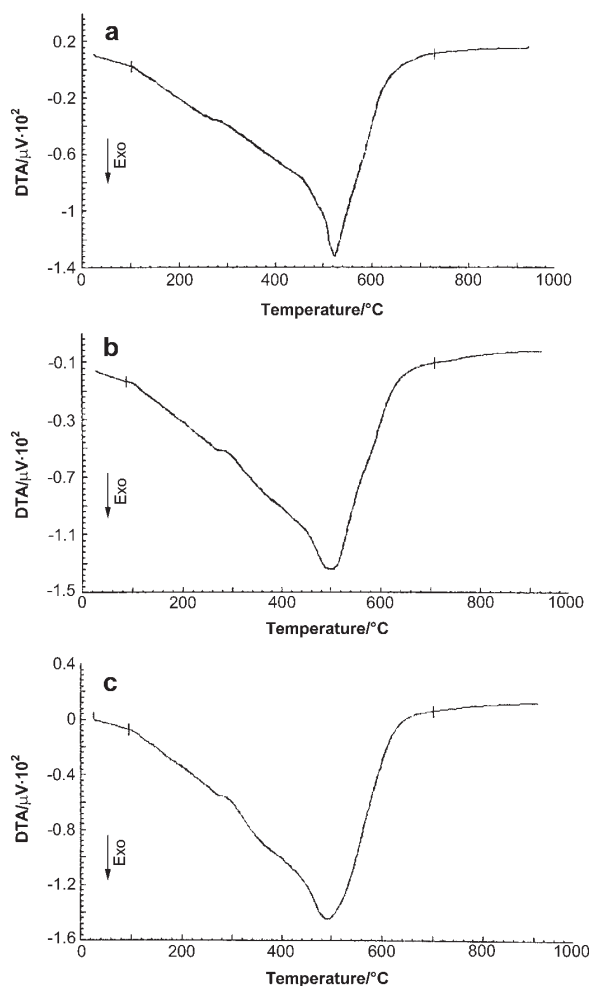 a
0.2
-0.2
-0.6
-1
-1.4
DTA/µV·10²
Exo
0 200 400 600 800 1000
Temperature/°C
b
-0.1
-0.3
-0.7
-1.1
-1.5
DTA/µV·10²
Exo
0 200 400 600 800 1000
Temperature/°C
c
0.4
0
-0.4
-0.8
-1.2
-1.6
DTA/µV·10²
Exo
0 200 400 600 800 1000
Temperature/°C